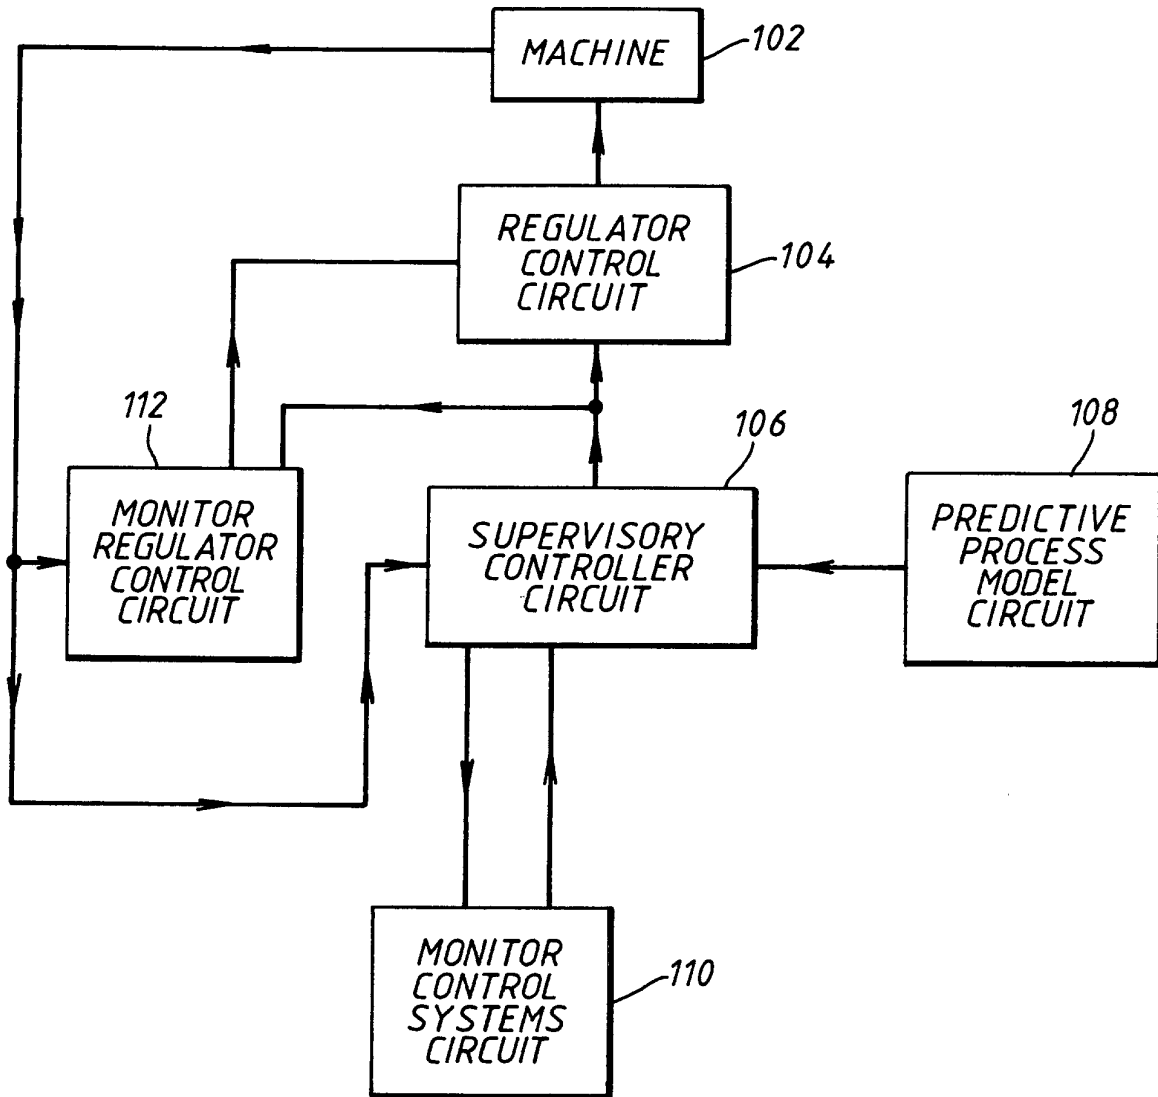 MACHINE
102
REGULATOR
CONTROL
CIRCUIT
104
112
MONITOR
REGULATOR
CONTROL
CIRCUIT
106
SUPERVISORY
CONTROLLER
CIRCUIT
108
PREDICTIVE
PROCESS
MODEL
CIRCUIT
MONITOR
CONTROL
SYSTEMS
CIRCUIT
110